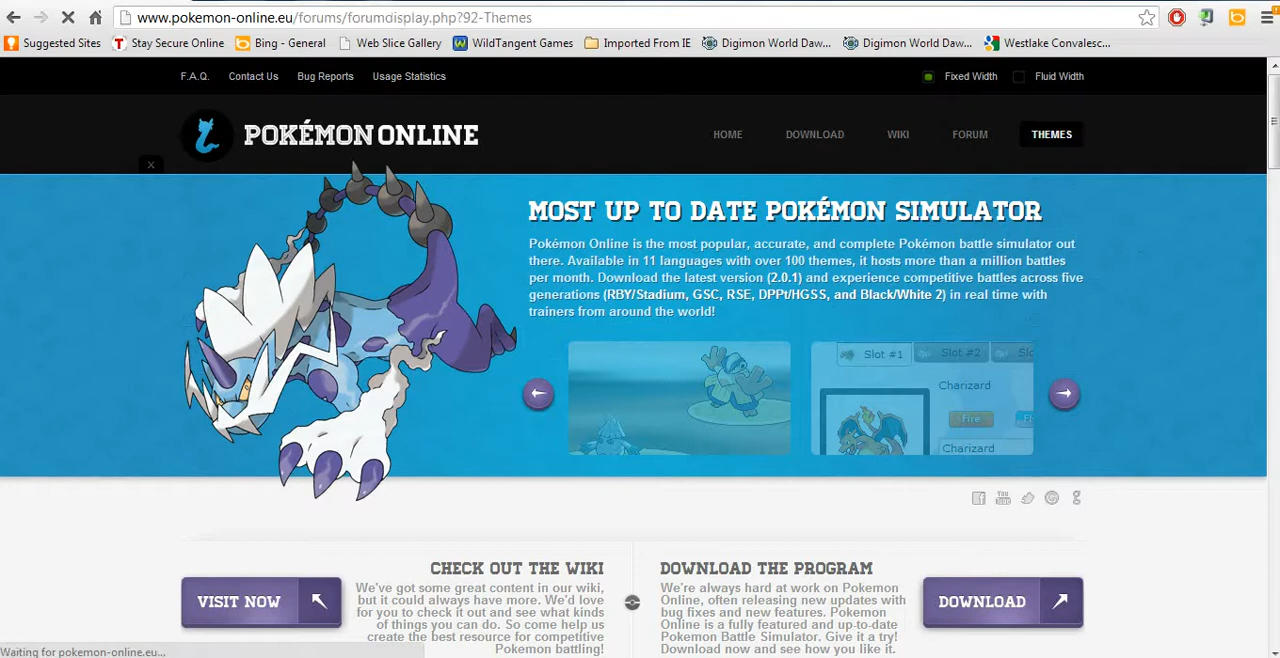 www.pokemon-online.eu/forums/forumdisplay.php?92-Themes
Suggested Sites Stay Secure Online Bing - General Web Slice Gallery WildTangent Games Imported From IE Digimon World Daw... Digimon World Daw... Westlake Convalesc...
F.A.Q. Contact Us Bug Reports Usage Statistics Fixed Width Fluid Width
POKÉMON ONLINE
HOME DOWNLOAD WIKI FORUM THEMES
X
MOST UP TO DATE POKÉMON SIMULATOR
Pokémon Online is the most popular, accurate, and complete Pokémon battle simulator out
there. Available in 11 languages with over 100 themes, it hosts more than a million battles
per month. Download the latest version (2.0.1) and experience competitive battles across five
generations (RBY/Stadium, GSC, RSE, DPPt/HGSS, and Black/White 2) in real time with
trainers from around the world!
Slot #1 Slot #2 Slo
Charizard
Fire Fl
Charizard
CHECK OUT THE WIKI
VISIT NOW
We've got some great content in our wiki,
but it could always have more. We'd love
for you to check it out and see what kinds
of things you can do. So come help us
create the best resource for competitive
Pokemon battling!
DOWNLOAD THE PROGRAM
We're always hard at work on Pokemon
Online, often releasing new updates with
bug fixes and new features. Pokemon
Online is a fully featured and up-to-date
Pokemon Battle Simulator. Give it a try!
Download now and see how you like it.
DOWNLOAD
Waiting for pokemon-online.eu...